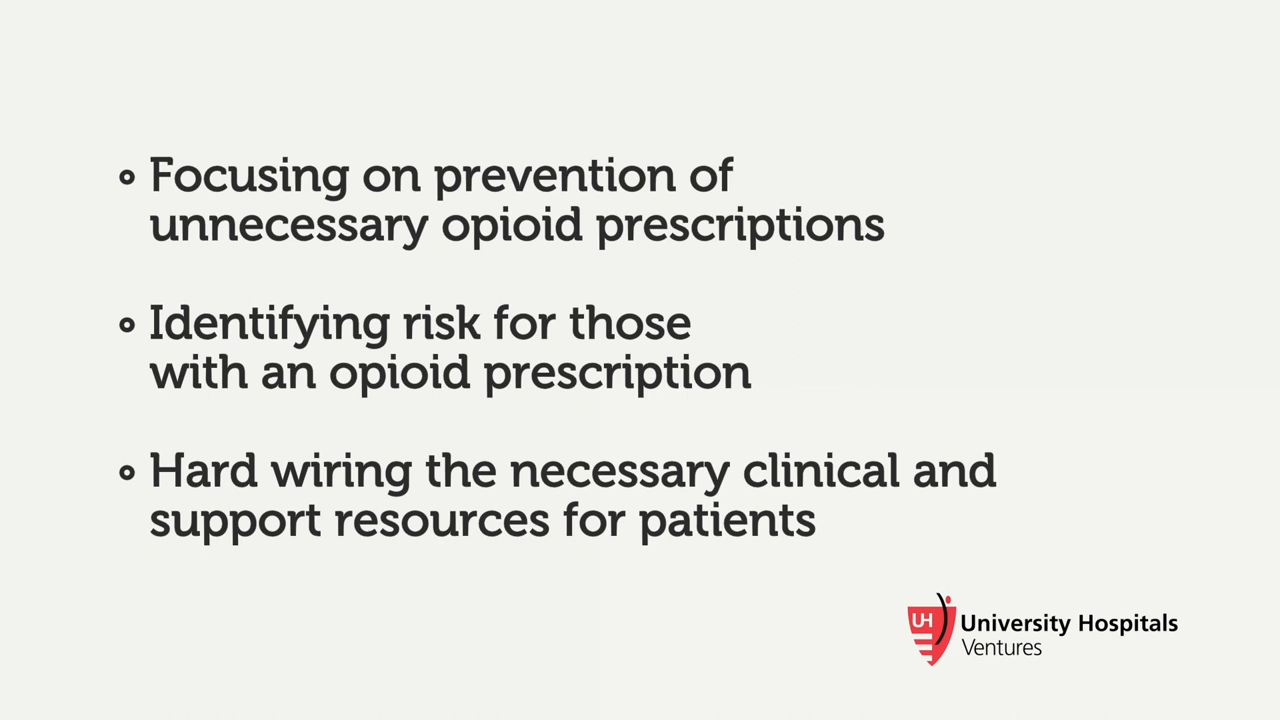 Focusing on prevention of
unnecessary opioid prescriptions
Identifying risk for those
with an opioid prescription
Hard wiring the necessary clinical and
support resources for patients
UH
University Hospitals
Ventures